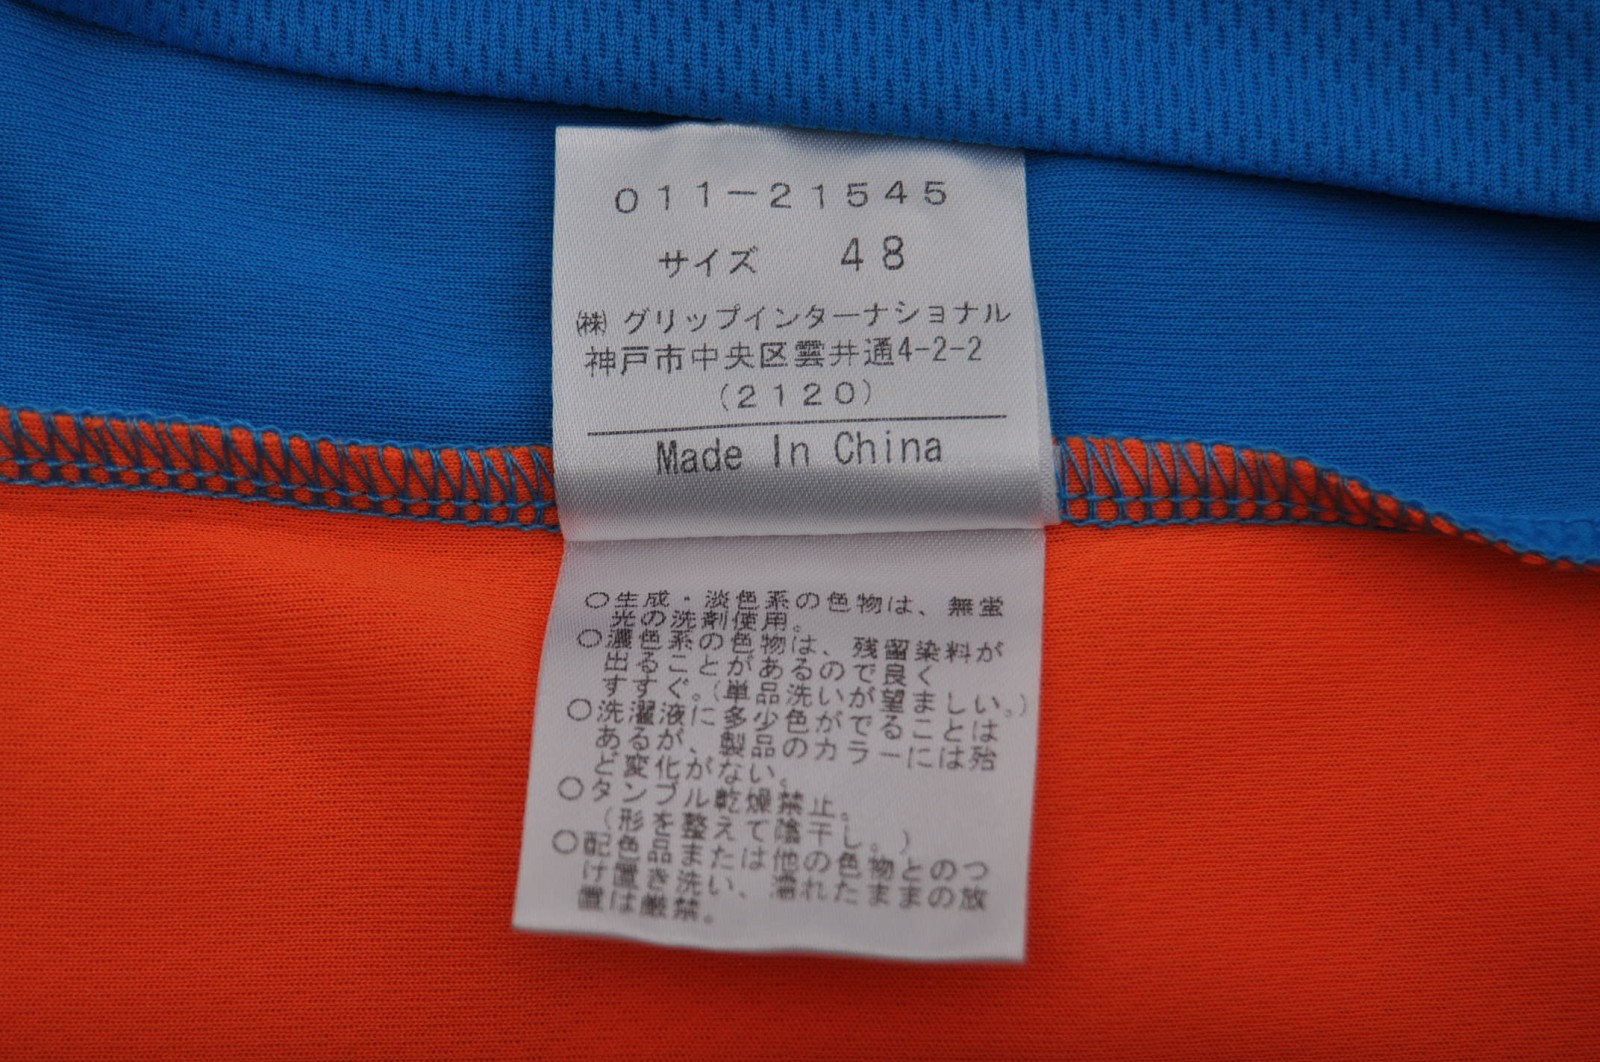 011-21545
サイズ 48
㈱ グリップインターナショナル
神戸市中央区雲井通4-2-2
(2120)
Made In China
○生成・淡色系の色物は、無蛍
光の洗剤使用。
○濃色系の色物は、残留染料が
出ることがあるので良く
すすぐ。(単品洗いが望ましい。)
○洗濯液に多少色がでることは
あるが、製品のカラーには殆
ど変化がない。
○タンブル乾燥禁止。
(形を整えて陰干し。)
○配色品または他の色物とのつ
け置き洗い、濡れたままの放
置は厳禁。